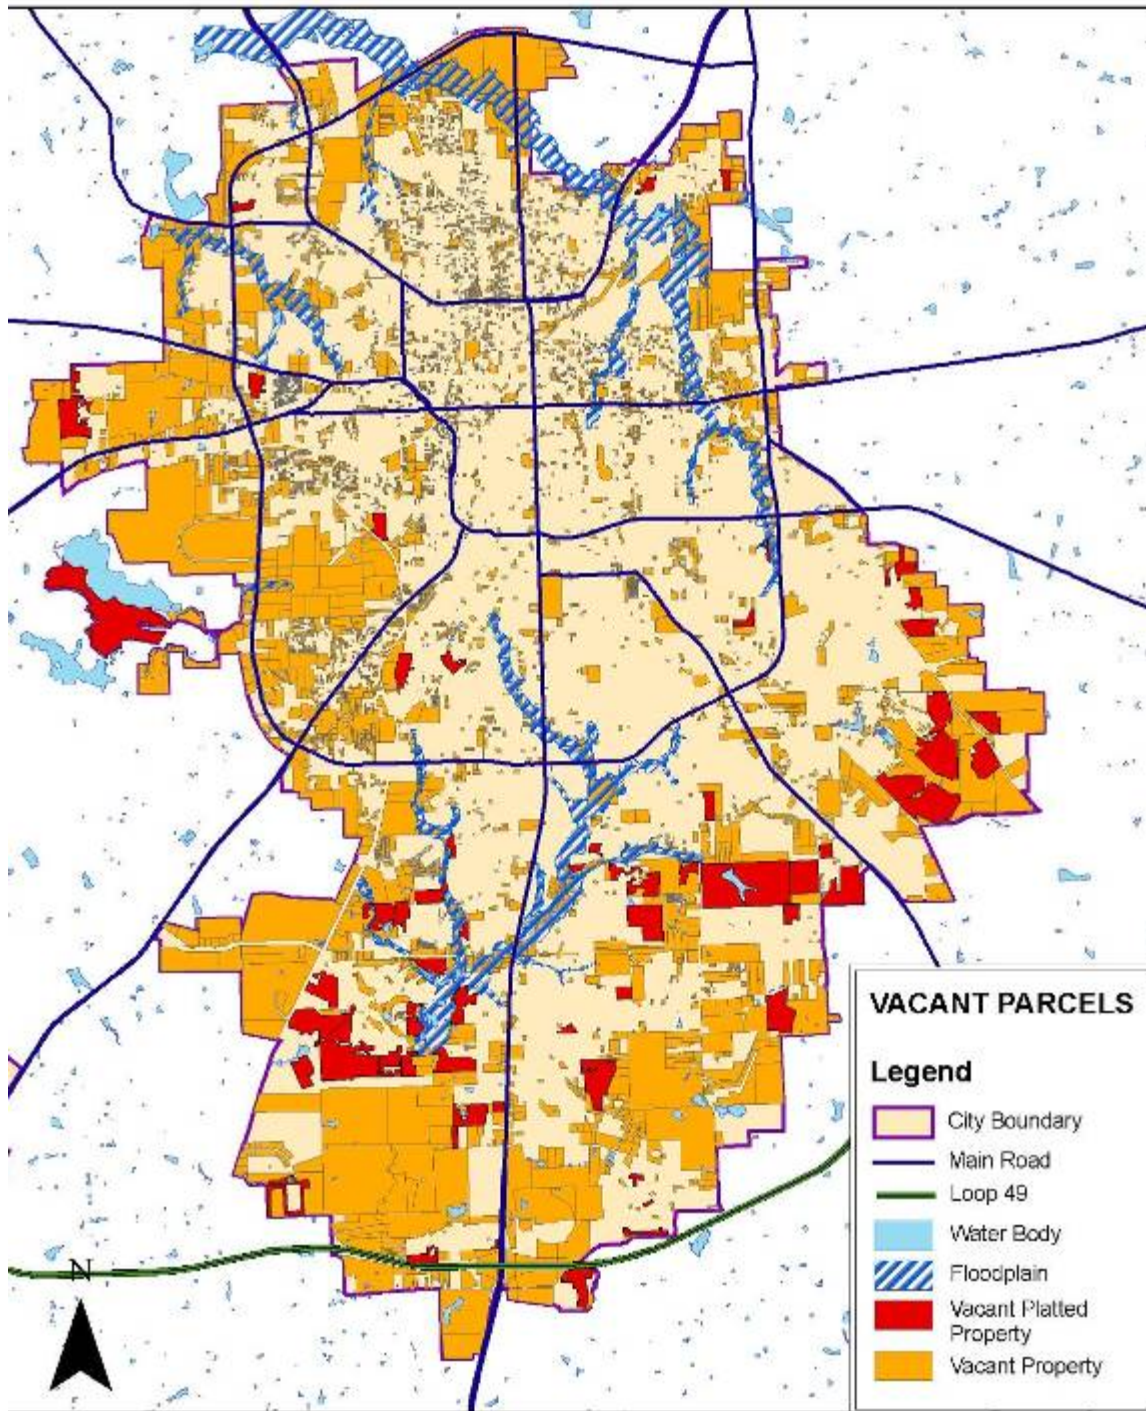 VACANT PARCELS
Legend
City Boundary
Main Road
Loop 49
Water Body
Floodplain
Vacant Platted
Property
Vacant Property
N